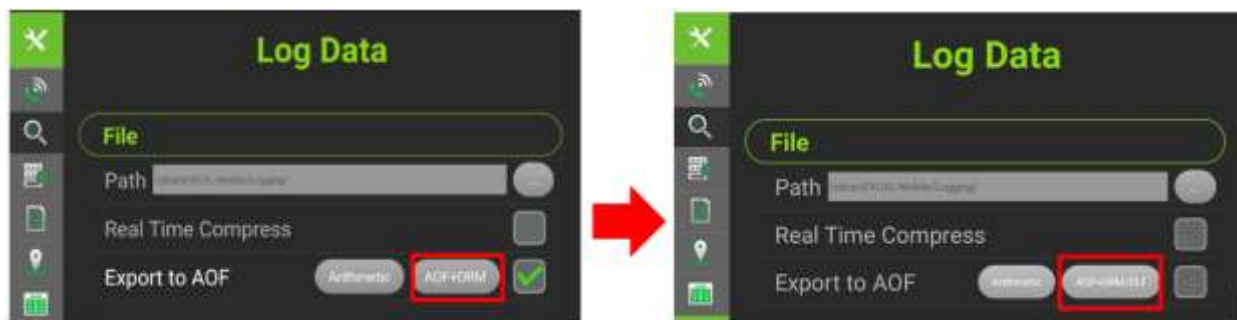 Log Data
File
Path
Real Time Compress
Export to AOF Arithmetic AOF+DRM
Log Data
File
Path
Real Time Compress
Export to AOF Arithmetic